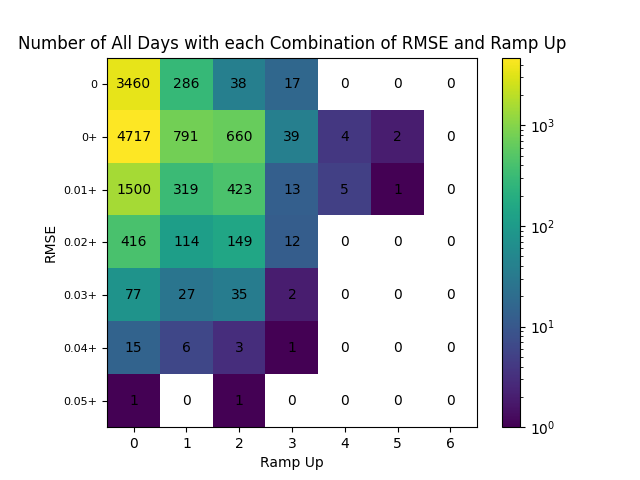 Number of All Days with each Combination of RMSE and Ramp Up
0 3460 286 38 17 0 0 0
0+ 4717 791 660 39 4 2 0
0.01+ 1500 319 423 13 5 1 0
0.02+ 416 114 149 12 0 0 0
0.03+ 77 27 35 2 0 0 0
0.04+ 15 6 3 1 0 0 0
0.05+ 1 0 1 0 0 0 0
0 1 2 3 4 5 6
Ramp Up
RMSE
10³
10²
10¹
10⁰